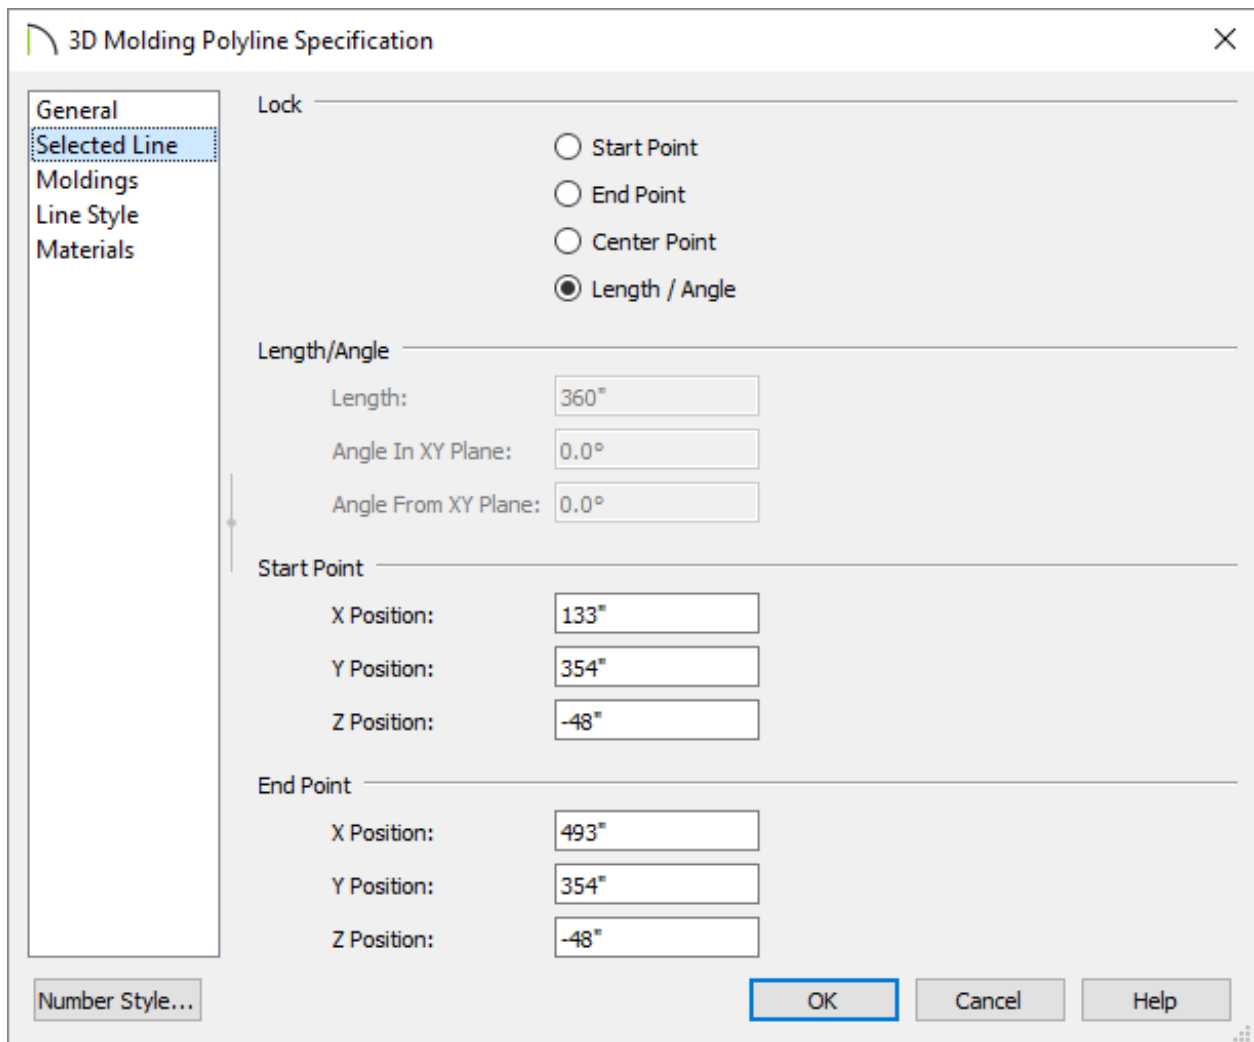 3D Molding Polyline Specification
General
Selected Line
Moldings
Line Style
Materials
Lock
Start Point
End Point
Center Point
Length / Angle
Length/Angle
Length: 360"
Angle In XY Plane: 0.0°
Angle From XY Plane: 0.0°
Start Point
X Position: 133"
Y Position: 354"
Z Position: -48"
End Point
X Position: 493"
Y Position: 354"
Z Position: -48"
Number Style... OK Cancel Help